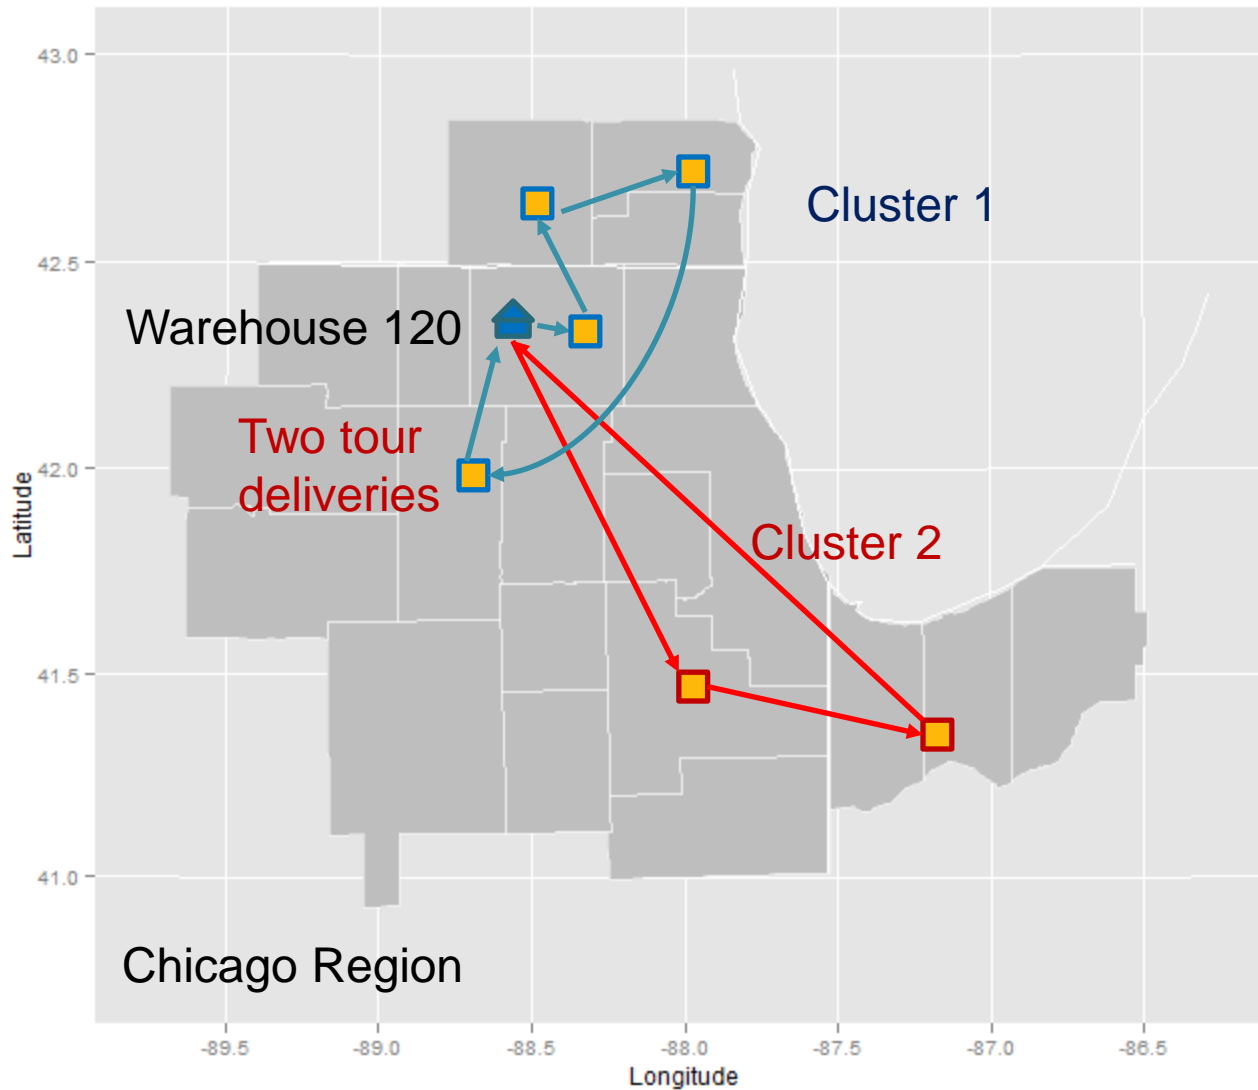 43.0
Cluster 1
42.5
Warehouse 120
Two tour
deliveries
42.0
Latitude
Cluster 2
41.5
41.0
Chicago Region
-89.5 -89.0 -88.5 -88.0 -87.5 -87.0 -86.5
Longitude